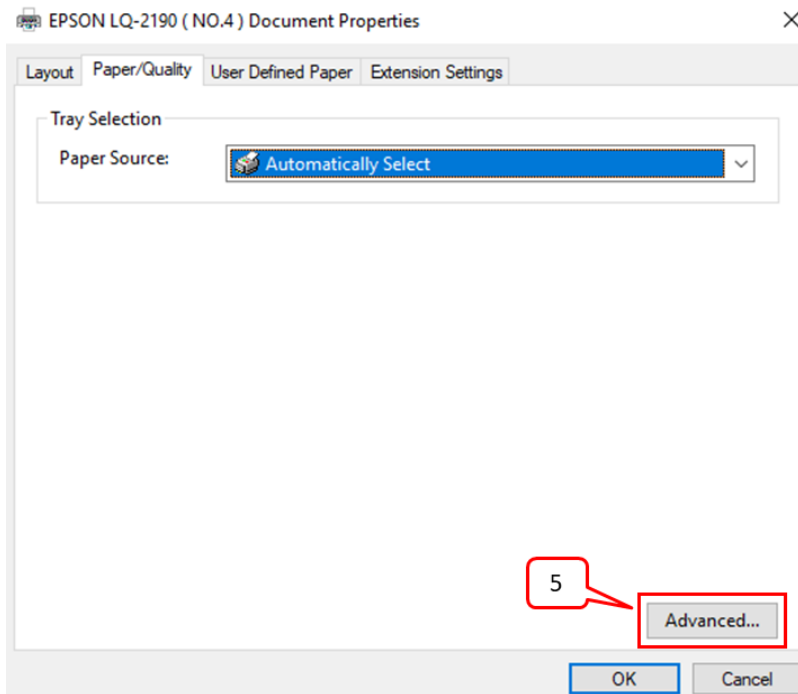 EPSON LQ-2190 ( NO.4 ) Document Properties
Layout Paper/Quality User Defined Paper Extension Settings
Tray Selection
Paper Source: Automatically Select
5
Advanced...
OK Cancel